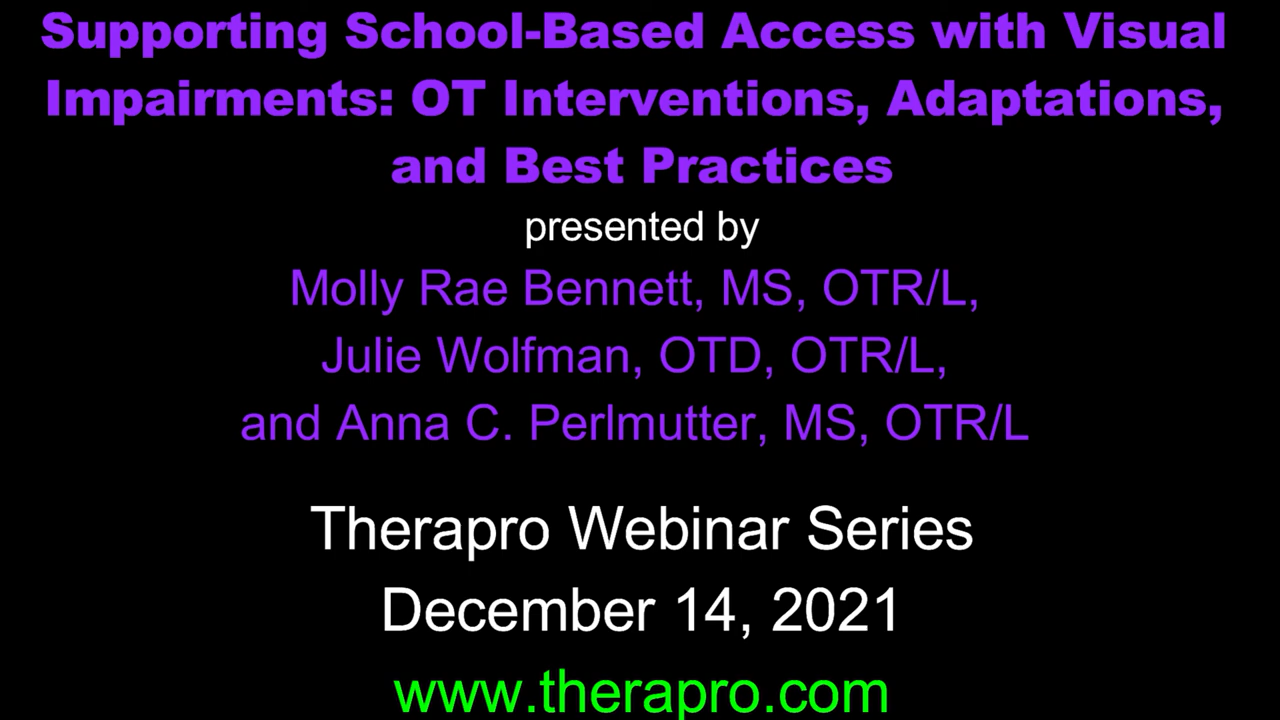 Supporting School-Based Access with Visual
Impairments: OT Interventions, Adaptations,
and Best Practices
presented by
Molly Rae Bennett, MS, OTR/L,
Julie Wolfman, OTD, OTR/L,
and Anna C. Perlmutter, MS, OTR/L
Therapro Webinar Series
December 14, 2021
www.therapro.com